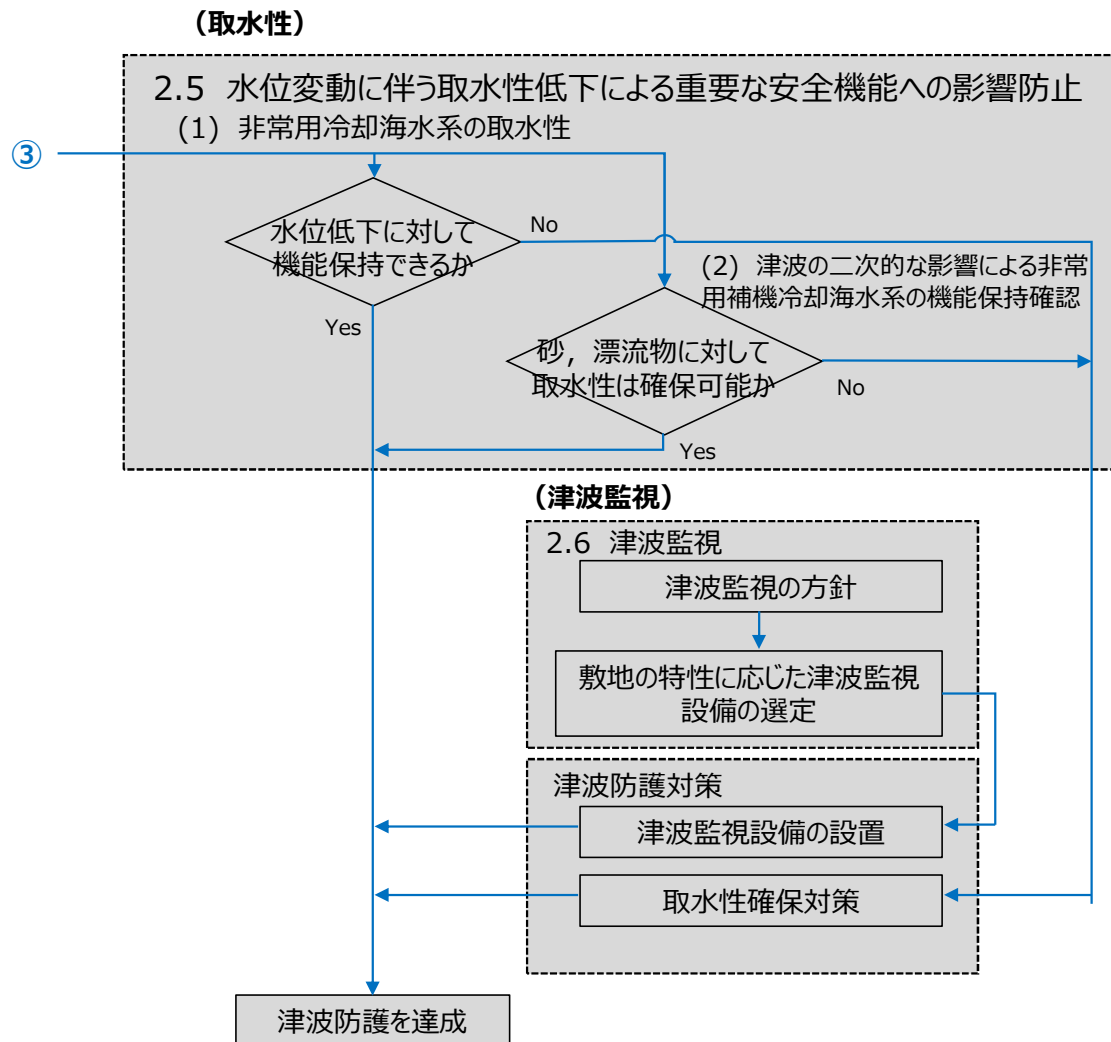 （取水性）
2.5 水位変動に伴う取水性低下による重要な安全機能への影響防止
(1) 非常用冷却海水系の取水性
③
水位低下に対して
機能保持できるか
No
Yes
(2) 津波の二次的な影響による非常
用補機冷却海水系の機能保持確認
砂，漂流物に対して
取水性は確保可能か
No
Yes
（津波監視）
2.6 津波監視
津波監視の方針
敷地の特性に応じた津波監視
設備の選定
津波防護対策
津波監視設備の設置
取水性確保対策
津波防護を達成